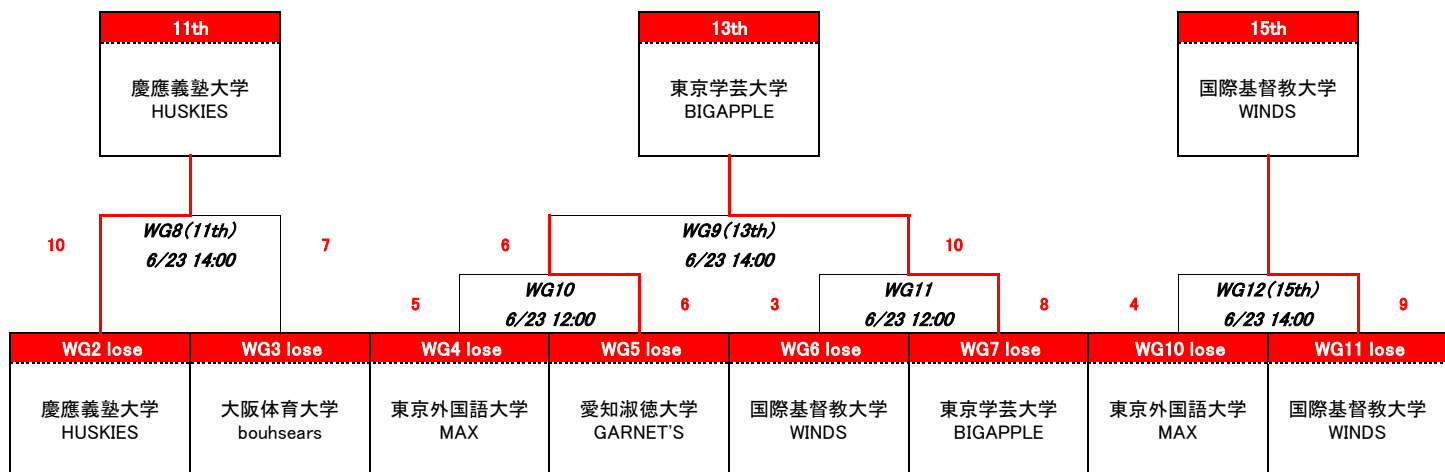 11th
13th
15th
慶應義塾大学
HUSKIES
東京学芸大学
BIGAPPLE
国際基督教大学
WINDS
10
WG8(11th)
6/23 14:00
7
6
WG9(13th)
6/23 14:00
10
5
WG10
6/23 12:00
6
3
WG11
6/23 12:00
8
4
WG12(15th)
6/23 14:00
9
WG2 lose
WG3 lose
WG4 lose
WG5 lose
WG6 lose
WG7 lose
WG10 lose
WG11 lose
慶應義塾大学
HUSKIES
大阪体育大学
bouhsears
東京外国語大学
MAX
愛知淑徳大学
GARNET'S
国際基督教大学
WINDS
東京学芸大学
BIGAPPLE
東京外国語大学
MAX
国際基督教大学
WINDS